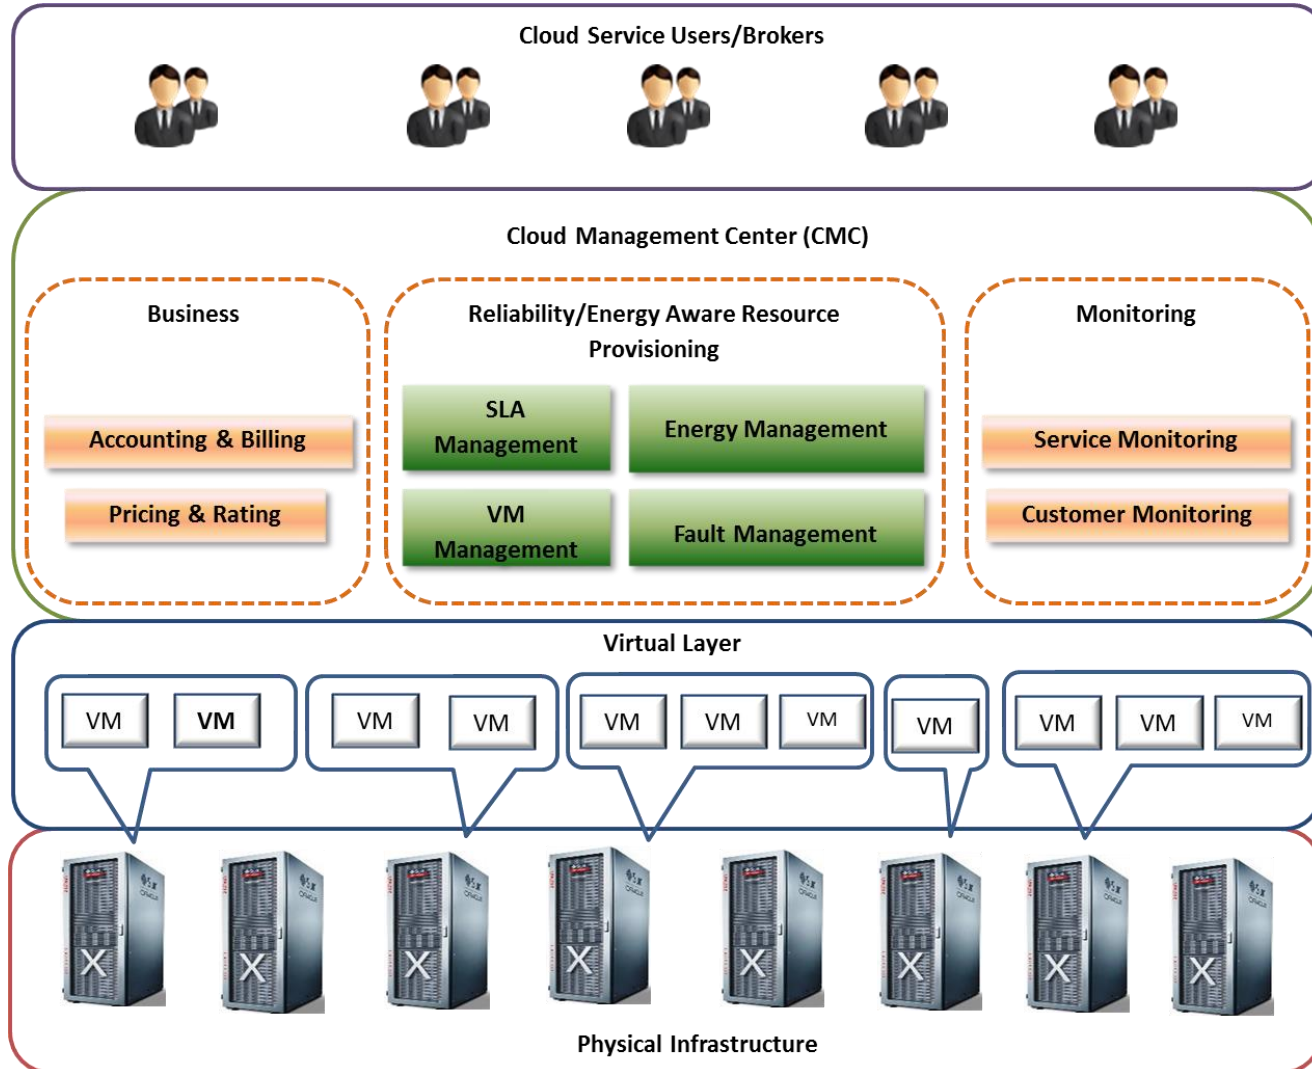 Cloud Service Users/Brokers
Cloud Management Center (CMC)
Business
Accounting & Billing
Pricing & Rating
Reliability/Energy Aware Resource
Provisioning
SLA
Management
Energy Management
VM
Management
Fault Management
Monitoring
Service Monitoring
Customer Monitoring
Virtual Layer
VM VM VM VM VM VM VM VM VM VM VM
X X X X X X X X
Physical Infrastructure